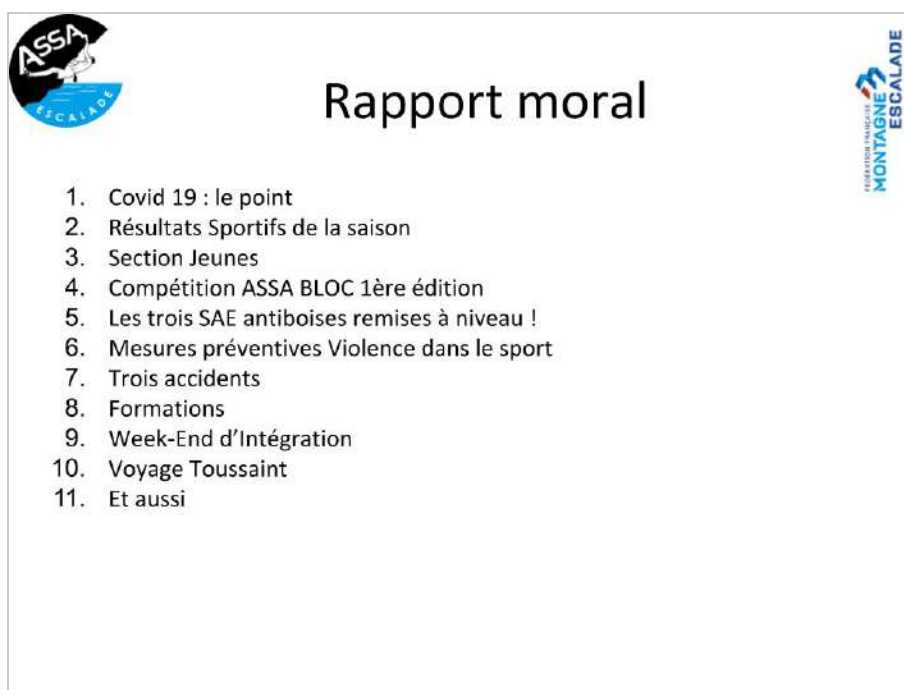 ASSA
ESCALADE
Rapport moral
FÉDÉRATION FRANÇAISE
MONTAGNE
ESCALADE
1. Covid 19 : le point
2. Résultats Sportifs de la saison
3. Section Jeunes
4. Compétition ASSA BLOC 1ère édition
5. Les trois SAE antiboises remises à niveau !
6. Mesures préventives Violence dans le sport
7. Trois accidents
8. Formations
9. Week-End d’Intégration
10. Voyage Toussaint
11. Et aussi